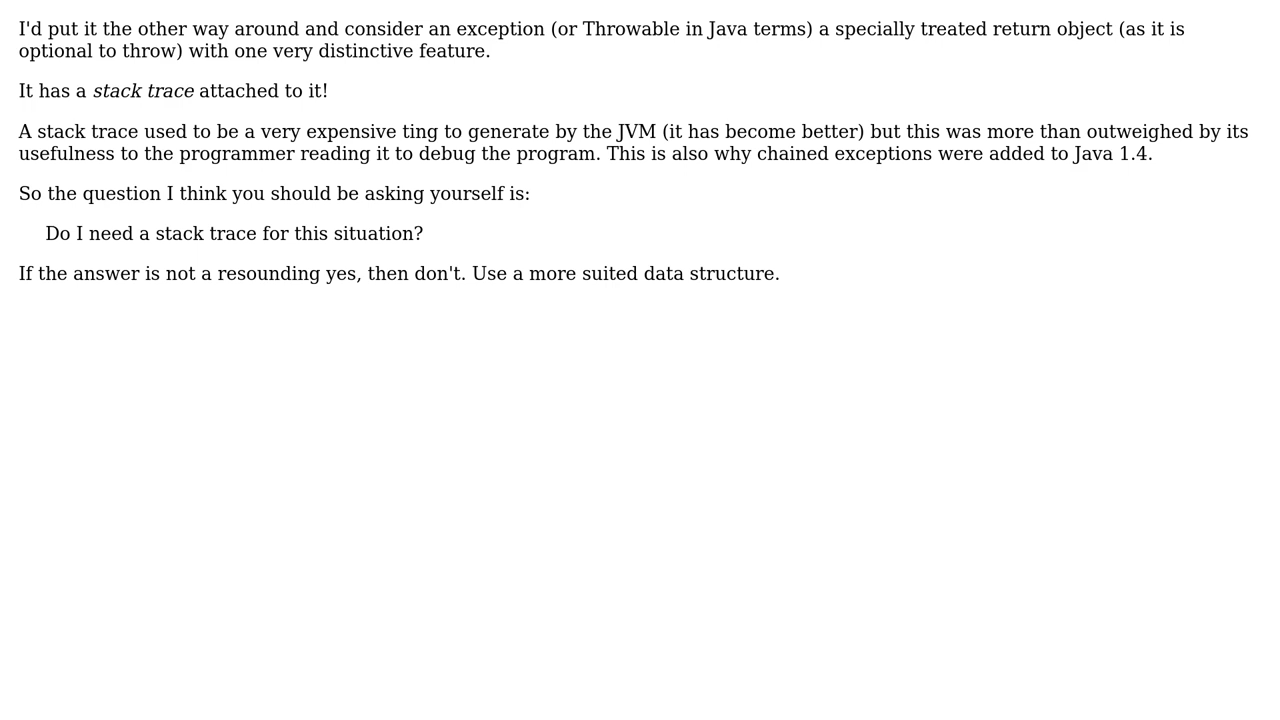 I'd put it the other way around and consider an exception (or Throwable in Java terms) a specially treated return object (as it is
optional to throw) with one very distinctive feature.
It has a stack trace attached to it!
A stack trace used to be a very expensive ting to generate by the JVM (it has become better) but this was more than outweighed by its
usefulness to the programmer reading it to debug the program. This is also why chained exceptions were added to Java 1.4.
So the question I think you should be asking yourself is:
Do I need a stack trace for this situation?
If the answer is not a resounding yes, then don't. Use a more suited data structure.